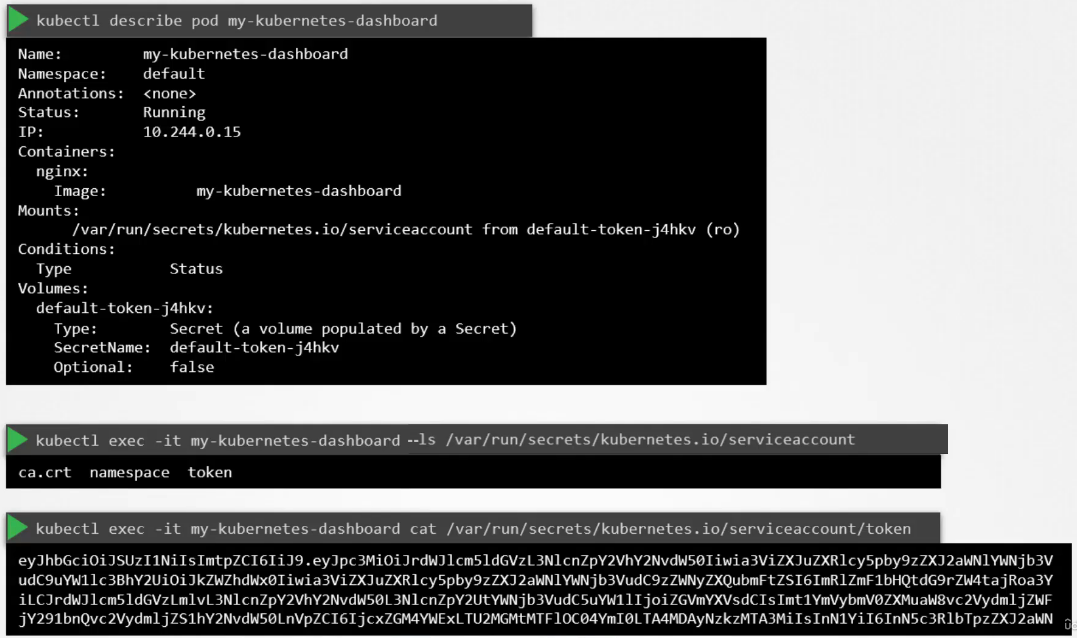 kubectl describe pod my-kubernetes-dashboard
Name: my-kubernetes-dashboard
Namespace: default
Annotations: <none>
Status: Running
IP: 10.244.0.15
Containers:
nginx:
Image: my-kubernetes-dashboard
Mounts:
/var/run/secrets/kubernetes.io/serviceaccount from default-token-j4hkv (ro)
Conditions:
Type Status
Volumes:
default-token-j4hkv:
Type: Secret (a volume populated by a Secret)
SecretName: default-token-j4hkv
Optional: false
kubectl exec -it my-kubernetes-dashboard --ls /var/run/secrets/kubernetes.io/serviceaccount
ca.crt namespace token
kubectl exec -it my-kubernetes-dashboard cat /var/run/secrets/kubernetes.io/serviceaccount/token
eyJhbGciOiJSUzI1NiIsImtpZCI6IiJ9.eyJpc3MiOiJrdWJlcm5ldGVzL3NlcnZpY2VhY2NvdW50Iiwia3ViZXJuZXRlcy5pby9zZXJ2aWNlYWNjb3V
udC9uYW1lc3BhY2UiOiJkZWZhdWx0Iiwia3ViZXJuZXRlcy5pby9zZXJ2aWNlYWNjb3VudC9zZWNyZXQubmFtZSI6ImRlZmF1bHQtdG9rZW4tajRoa3Y
iLCJrdWJlcm5ldGVzLmlvL3NlcnZpY2VhY2NvdW50L3NlcnZpY2UtYWNjb3VudC5uYW1lIjoiZGVmYXVsdCIsImt1YmVybmV0ZXMuaW8vc2VydmljZWF
jY291bnQvc2VydmljZS1hY2NvdW50LnVpZCI6IjcxZGM4YWExLTU2MGMtMTFlOC04YmI0LTA4MDAyNzkzMTA3MiIsInN1YiI6InN5c3RlbTpzZXJ2aWN